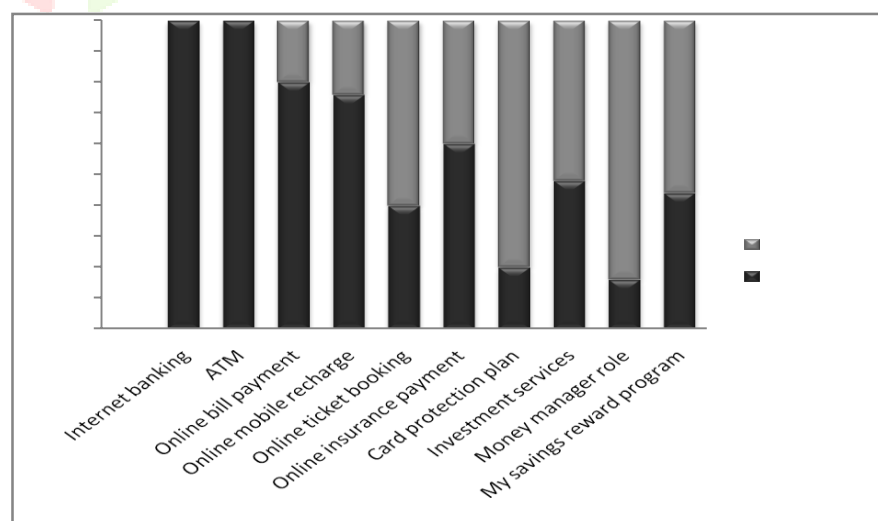 Internet banking
ATM
Online bill payment
Online mobile recharge
Online ticket booking
Online insurance payment
Card protection plan
Investment services
Money manager role
My savings reward program